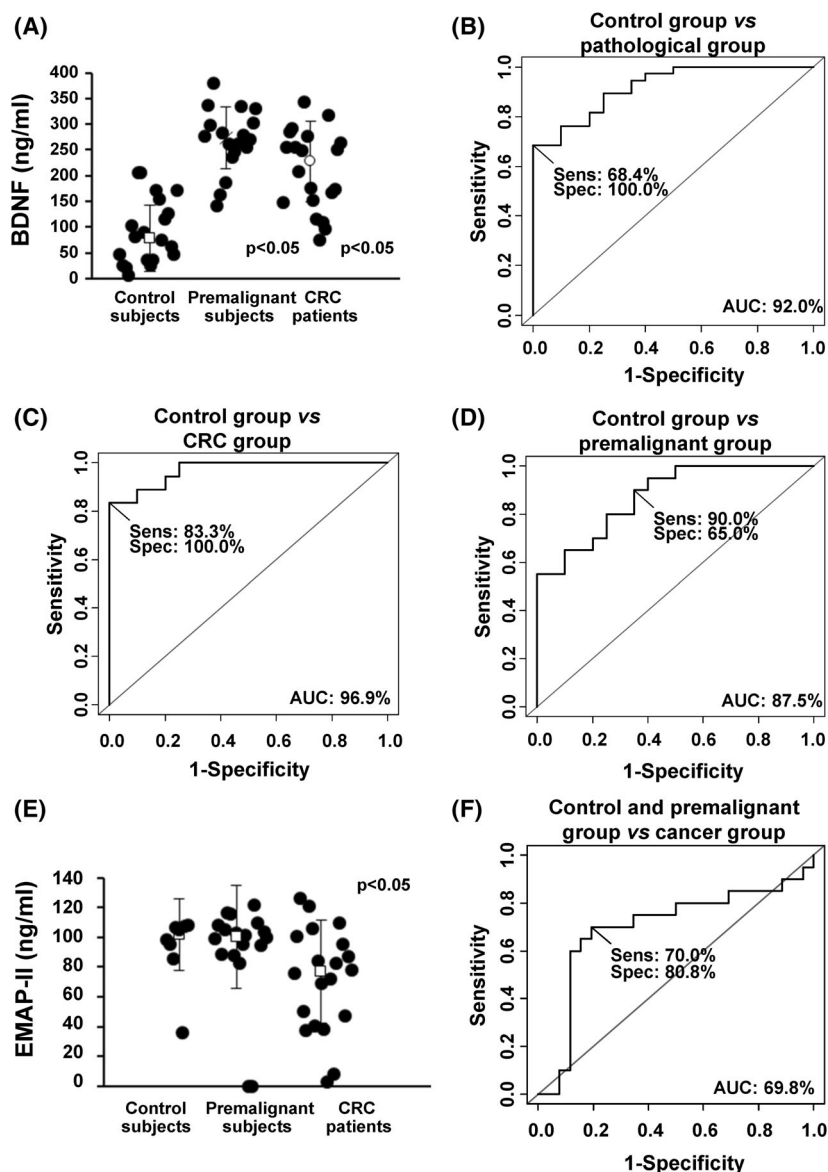 (A)
400
350
300
250
200
150
100
50
0
BDNF (ng/ml)
p<0.05
p<0.05
Control subjects
Premalignant subjects
CRC patients
(B)
Control group vs
pathological group
1.0
0.8
0.6
0.4
0.2
0.0
Sensitivity
Sens: 68.4%
Spec: 100.0%
AUC: 92.0%
0.0 0.2 0.4 0.6 0.8 1.0
1-Specificity
(C)
Control group vs
CRC group
1.0
0.8
0.6
0.4
0.2
0.0
Sensitivity
Sens: 83.3%
Spec: 100.0%
AUC: 96.9%
0.0 0.2 0.4 0.6 0.8 1.0
1-Specificity
(D)
Control group vs
premalignant group
1.0
0.8
0.6
0.4
0.2
0.0
Sensitivity
Sens: 90.0%
Spec: 65.0%
AUC: 87.5%
0.0 0.2 0.4 0.6 0.8 1.0
1-Specificity
(E)
140
120
100
80
60
40
20
0
EMAP-II (ng/ml)
p<0.05
Control subjects
Premalignant subjects
CRC patients
(F)
Control and premalignant
group vs cancer group
1.0
0.8
0.6
0.4
0.2
0.0
Sensitivity
Sens: 70.0%
Spec: 80.8%
AUC: 69.8%
0.0 0.2 0.4 0.6 0.8 1.0
1-Specificity